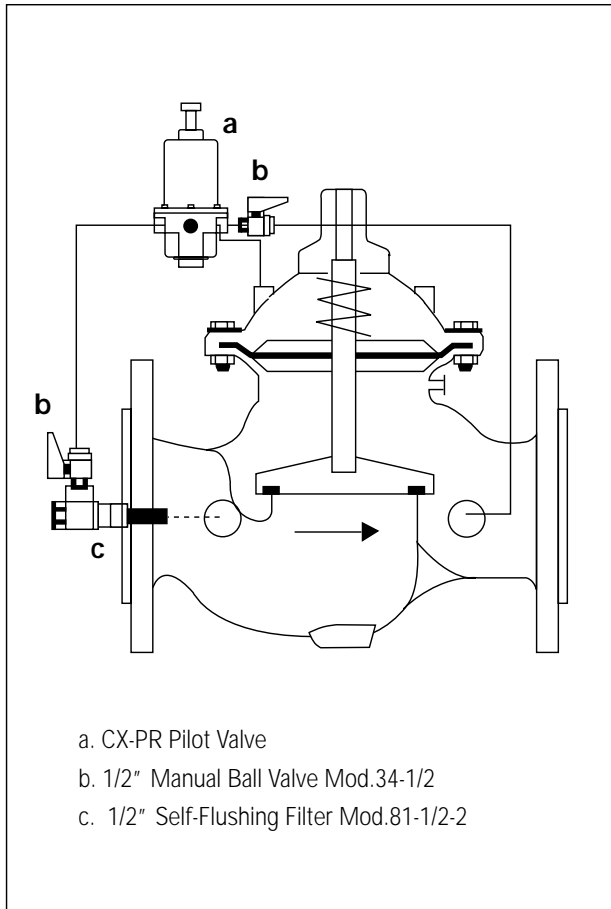 a
b
b
c
a. CX-PR Pilot Valve
b. 1/2" Manual Ball Valve Mod.34-1/2
c. 1/2" Self-Flushing Filter Mod.81-1/2-2